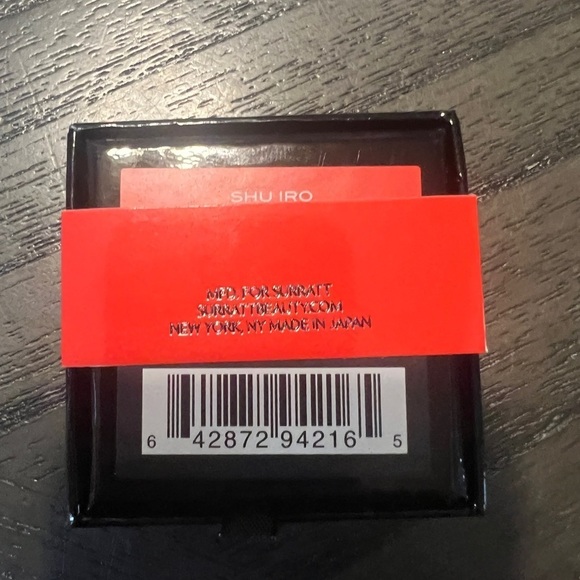 SHU IRO
MFD. FOR SURRATT
SURRATTBEAUTY.COM
NEW YORK, NY MADE IN JAPAN
6 42872 94216 5